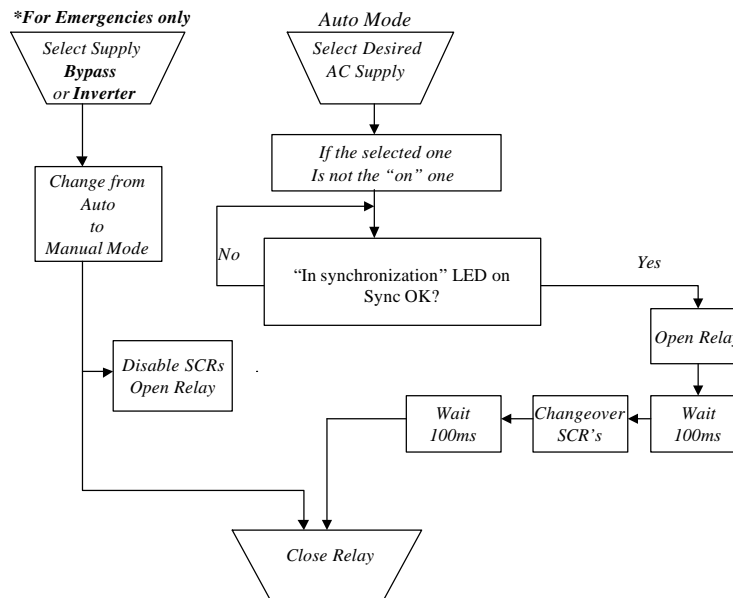 *For Emergencies only
Select Supply
Bypass
or Inverter
Change from
Auto
to
Manual Mode
Disable SCRs
Open Relay
Auto Mode
Select Desired
AC Supply
If the selected one
Is not the “on” one
No
“In synchronization” LED on
Sync OK?
Yes
Open Relay
Wait
100ms
Changeover
SCR's
Wait
100ms
Close Relay